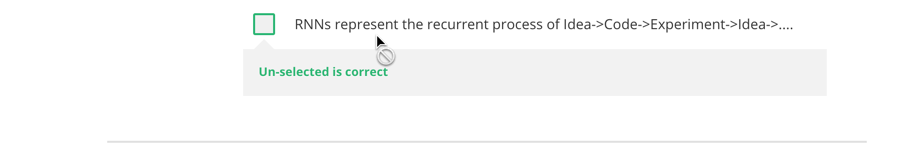 RNNs represent the recurrent process of Idea->Code->Experiment->Idea->....
Un-selected is correct